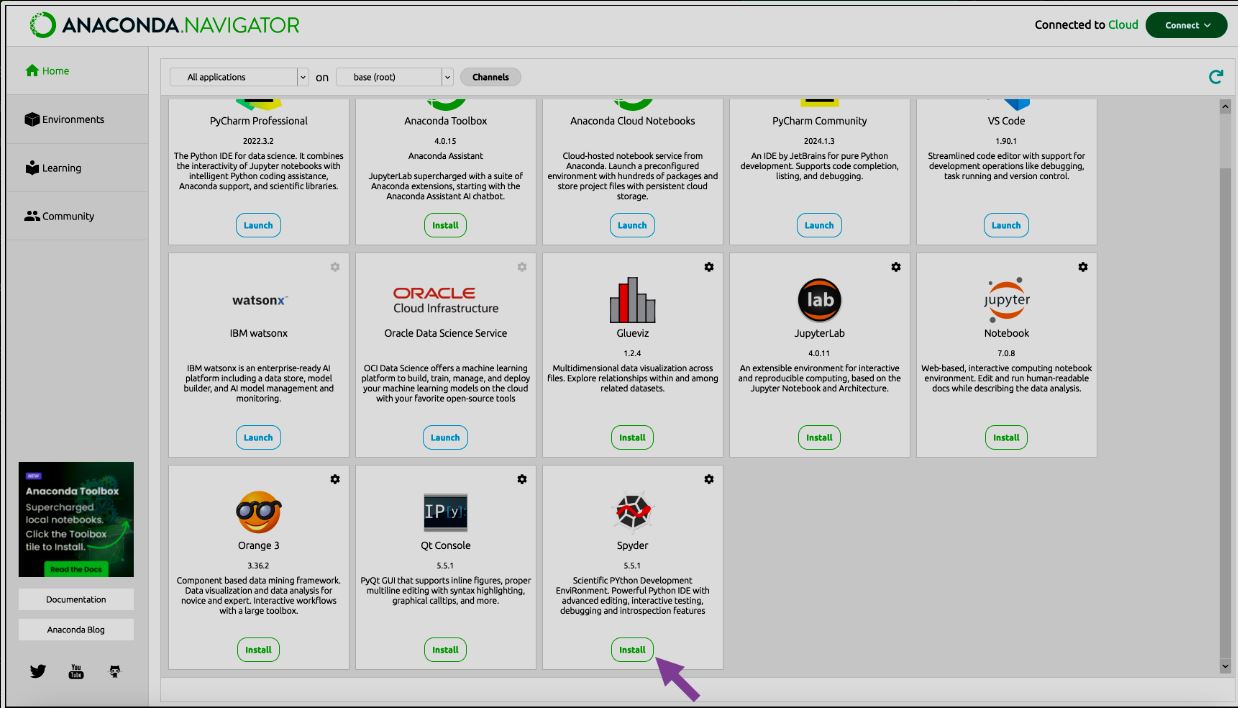 ANACONDA.NAVIGATOR
Connected to Cloud
Connect
Home
Environments
Learning
Community
All applications
on
base (root)
Channels
PyCharm Professional
2022.3.2
The Python IDE for data science. It combines
the interactivity of Jupyter notebooks with
intelligent Python coding assistance,
Anaconda support, and scientific libraries.
Launch
Anaconda Toolbox
4.0.15
Anaconda Assistant
JupyterLab supercharged with a suite of
Anaconda extensions, starting with the
Anaconda Assistant AI chatbot.
Install
Anaconda Cloud Notebooks
Cloud-hosted notebook service from
Anaconda. Launch a preconfigured
environment with hundreds of packages and
store project files with persistent cloud
storage.
Launch
PyCharm Community
2024.1.3
An IDE by JetBrains for pure Python
development. Supports code completion,
listing, and debugging.
Launch
VS Code
1.90.1
Streamlined code editor with support for
development operations like debugging,
task running and version control.
Launch
watsonx
IBM watsonx
IBM watsonx is an enterprise-ready AI
platform including a data store, model
builder, and AI model management and
monitoring.
Launch
ORACLE
Cloud Infrastructure
Oracle Data Science Service
OCI Data Science offers a machine learning
platform to build, train, manage, and deploy
your machine learning models on the cloud
with your favorite open-source tools
Launch
Glueviz
1.2.4
Multidimensional data visualization across
files. Explore relationships within and among
related datasets.
Install
lab
JupyterLab
4.0.11
An extensible environment for interactive
and reproducible computing, based on the
Jupyter Notebook and Architecture.
Install
jupyter
Notebook
7.0.8
Web-based, interactive computing notebook
environment. Edit and run human-readable
docs while describing the data analysis.
Install
Orange 3
3.36.2
Component based data mining framework.
Data visualization and data analysis for
novice and expert. Interactive workflows
with a large toolbox.
Install
IP[y]:
Qt Console
5.5.1
PyQt GUI that supports inline figures, proper
multiline editing with syntax highlighting,
graphical calltips, and more.
Install
Spyder
5.5.1
Scientific PYthon Development
EnviRonment. Powerful Python IDE with
advanced editing, interactive testing,
debugging and introspection features
Install
NEW
Anaconda Toolbox
Supercharged
local notebooks.
Click the Toolbox
tile to Install.
Read the Docs
Documentation
Anaconda Blog
You
Tube